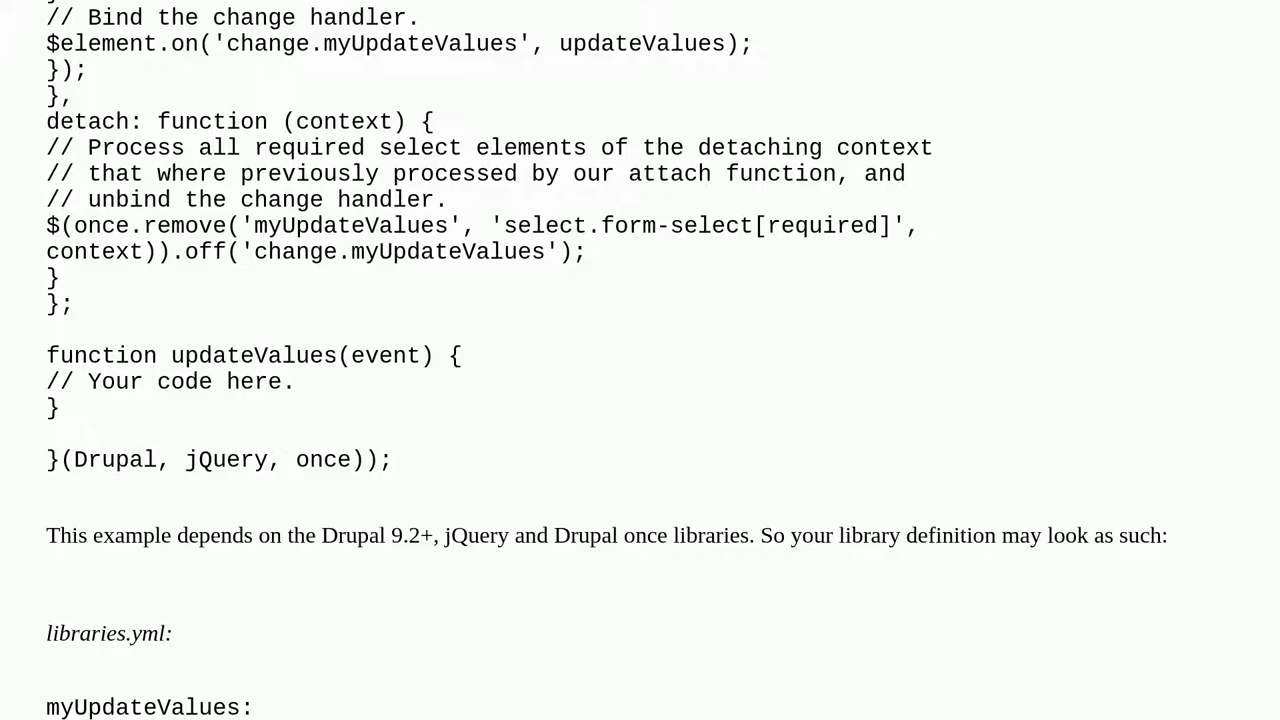 // Bind the change handler.
$element.on('change.myUpdateValues', updateValues);
});
},
detach: function (context) {
// Process all required select elements of the detaching context
// that where previously processed by our attach function, and
// unbind the change handler.
$(once.remove('myUpdateValues', 'select.form-select[required]',
context)).off('change.myUpdateValues');
}
};
function updateValues(event) {
// Your code here.
}
}(Drupal, jQuery, once));
This example depends on the Drupal 9.2+, jQuery and Drupal once libraries. So your library definition may look as such:
libraries.yml:
myUpdateValues: